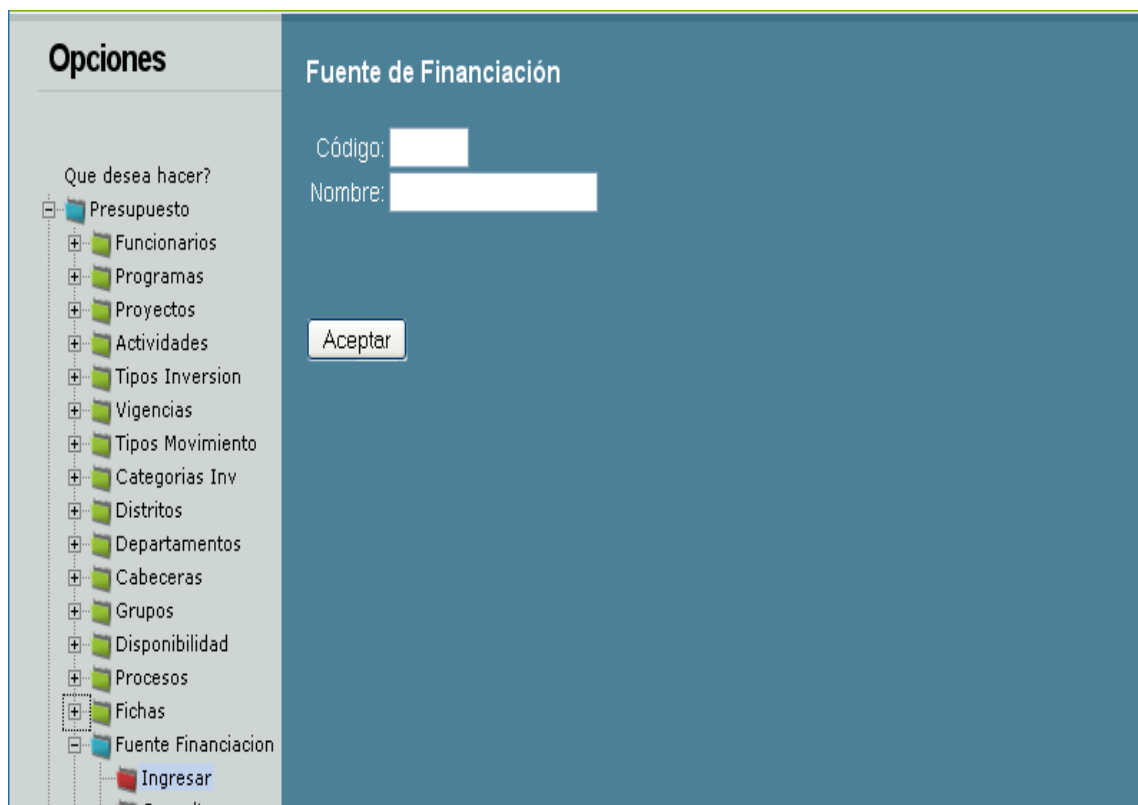 Opciones
Que desea hacer?
Presupuesto
Funcionarios
Programas
Proyectos
Actividades
Tipos Inversion
Vigencias
Tipos Movimiento
Categorias Inv
Distritos
Departamentos
Cabeceras
Grupos
Disponibilidad
Procesos
Fichas
Fuente Financiacion
Ingresar
Fuente de Financiación
Código:
Nombre:
Aceptar